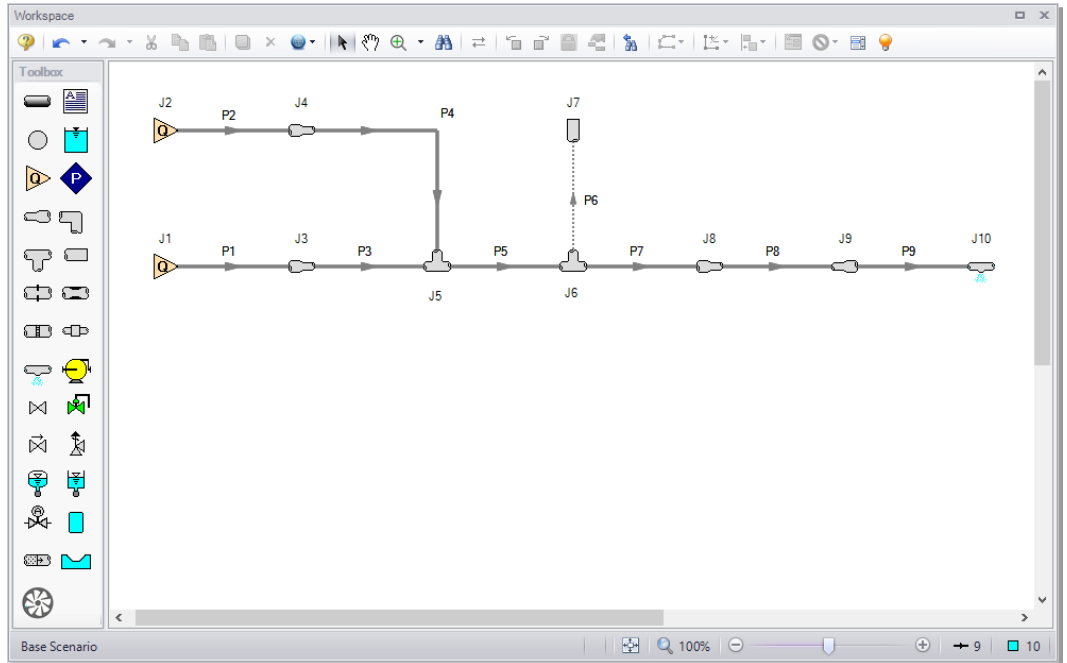 Workspace
Toolbox
A
Q
P
A
J2
P2
J4
P4
J7
Q
P6
J1
P1
J3
P3
P5
P7
J8
P8
J9
P9
J10
Q
J5
J6
Base Scenario
100%
9
10